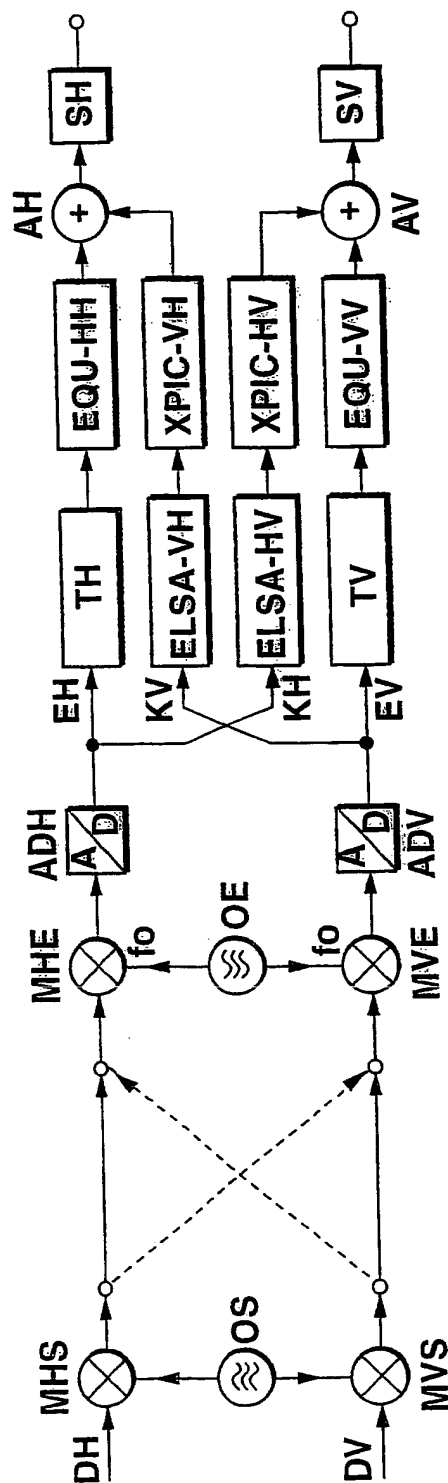 DH
MHS
OS
DV
MVS
MHE
fo
OE
fo
MVE
ADH
A
D
A
D
ADV
EH
KV
KH
EV
TH
ELSA-VH
ELSA-HV
TV
EQU-HH
XPIC-VH
XPIC-HV
EQU-VV
AH
+
+
AV
SH
SV